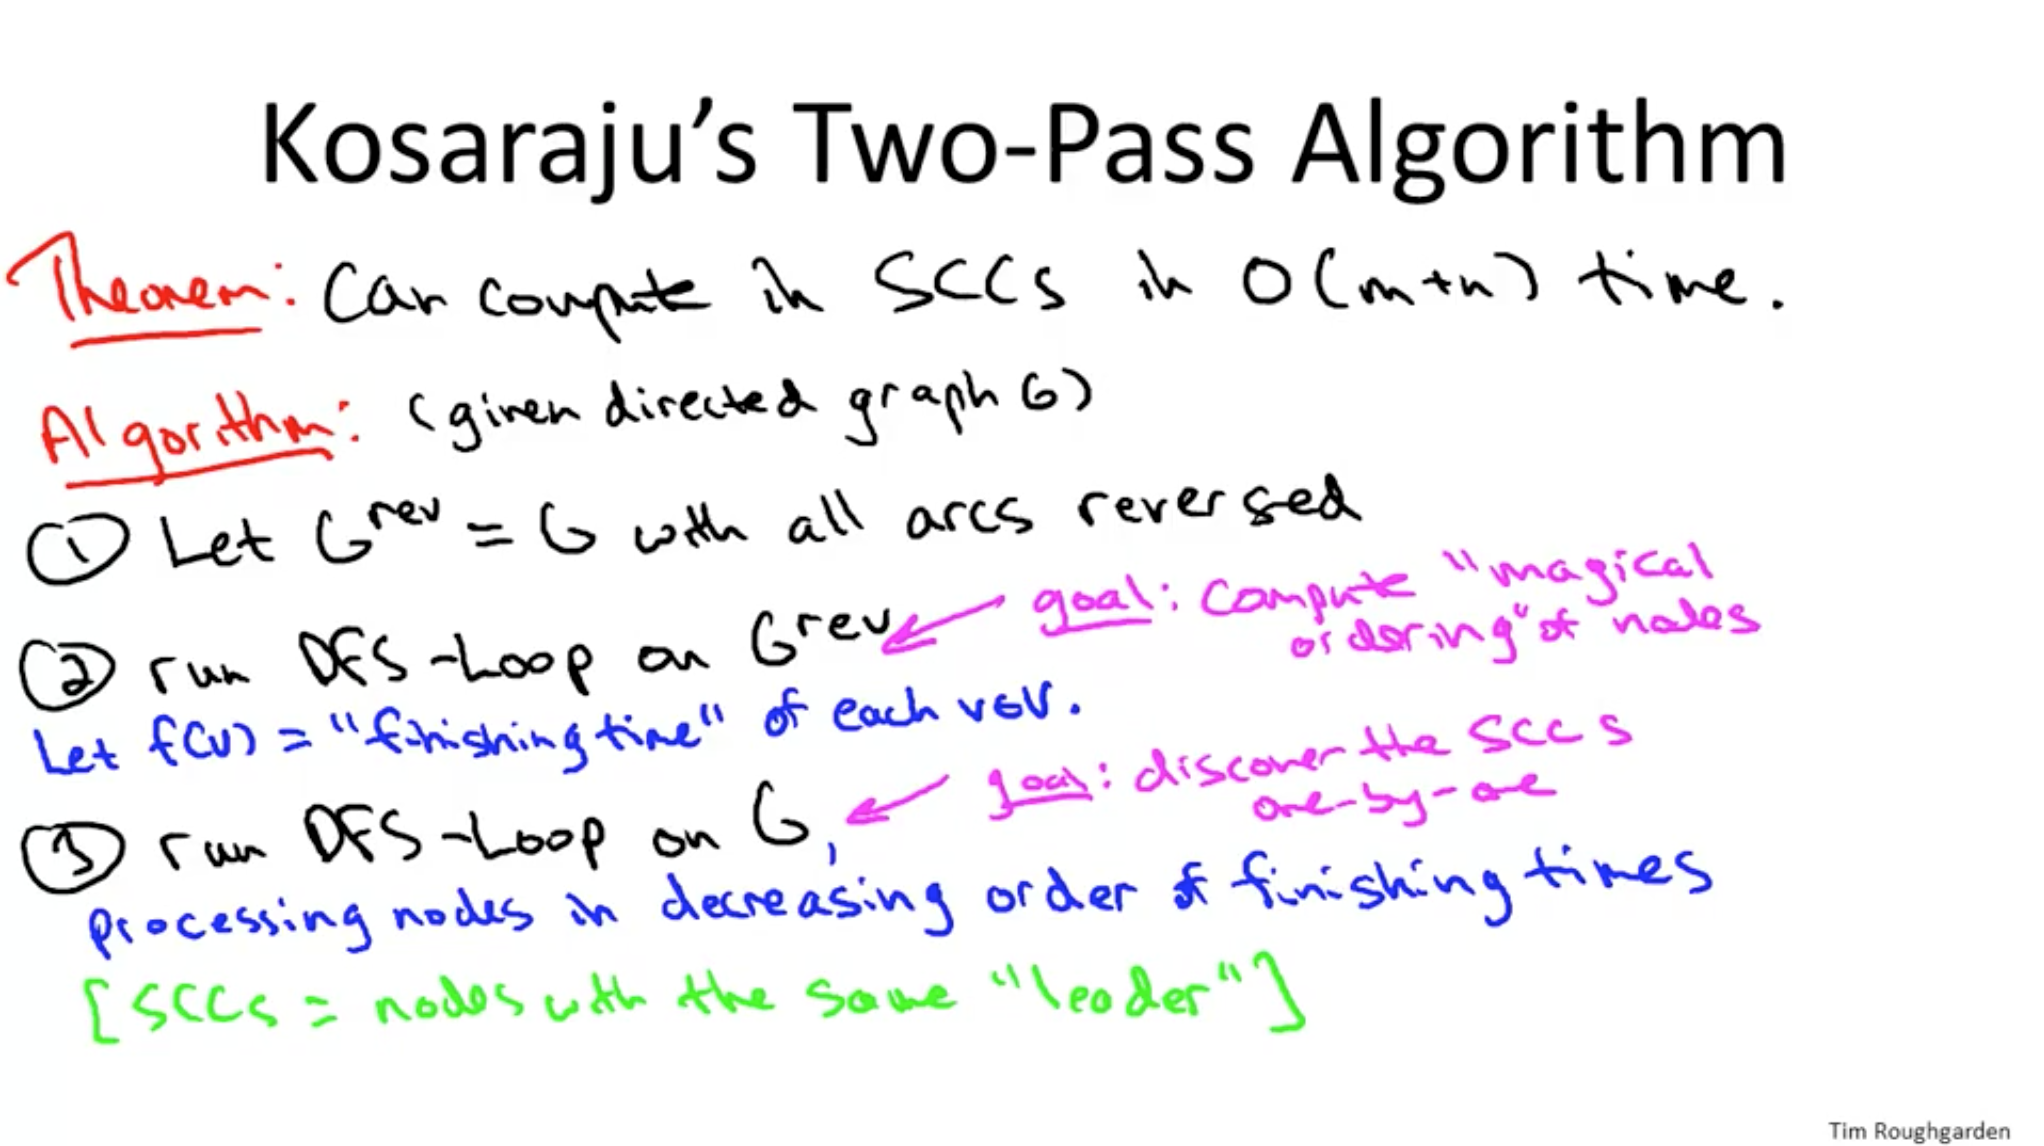 Kosaraju's Two-Pass Algorithm
Theorem: Can compute in SCCs in O(m+n) time.
Algorithm: (given directed graph G)
① Let G^rev = G with all arcs reversed
② run DFS-Loop on G^rev ← goal: compute "magical
ordering" of nodes
Let f(v) = "finishing time" of each v∈V.
③ run DFS-Loop on G, ← goal: discover the SCCs
one-by-one
processing nodes in decreasing order of finishing times
[SCCs = nodes with the same "leader"]
Tim Roughgarden